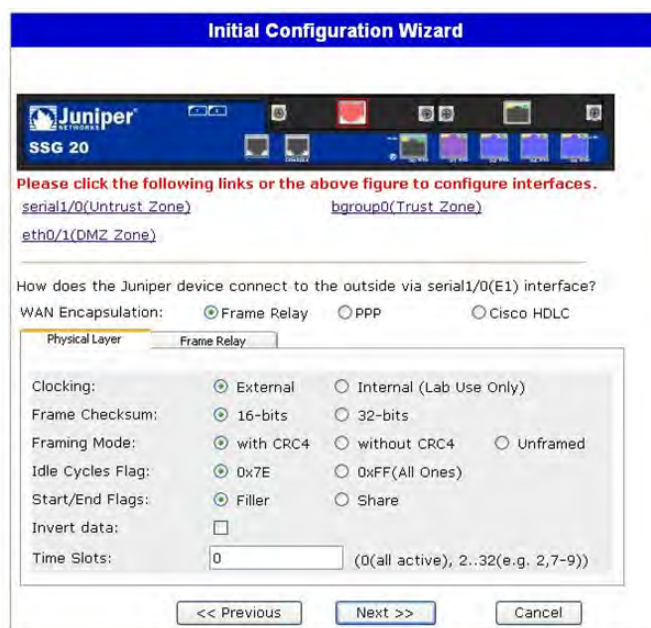 Initial Configuration Wizard
Juniper
NETWORKS
SSG 20
CONSOLE
Please click the following links or the above figure to configure interfaces.
serial1/0(Untrust Zone) bgroup0(Trust Zone)
eth0/1(DMZ Zone)
How does the Juniper device connect to the outside via serial1/0(E1) interface?
WAN Encapsulation: Frame Relay PPP Cisco HDLC
Physical Layer Frame Relay
Clocking: External Internal (Lab Use Only)
Frame Checksum: 16-bits 32-bits
Framing Mode: with CRC4 without CRC4 Unframed
Idle Cycles Flag: 0x7E 0xFF(All Ones)
Start/End Flags: Filler Share
Invert data:
Time Slots: 0 (0(all active), 2..32(e.g. 2,7-9))
<< Previous Next >> Cancel